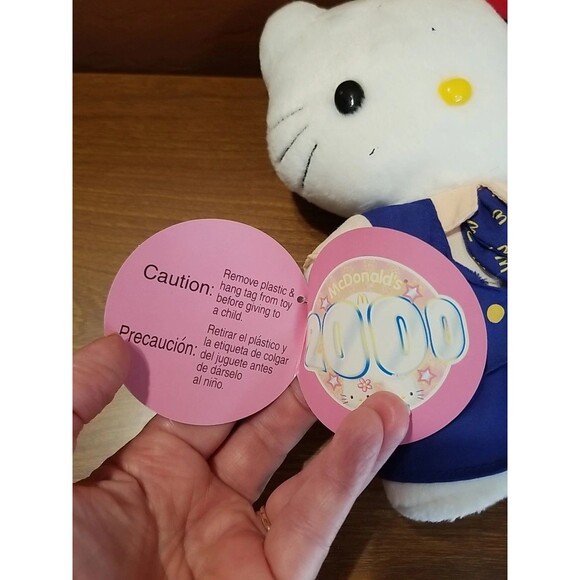 Caution: Remove plastic &
hang tag from toy
before giving to
a child.
Precaución: Retirar el plástico y
la etiqueta de colgar
del juguete antes
de dárselo
al niño.
McDonald's
2000